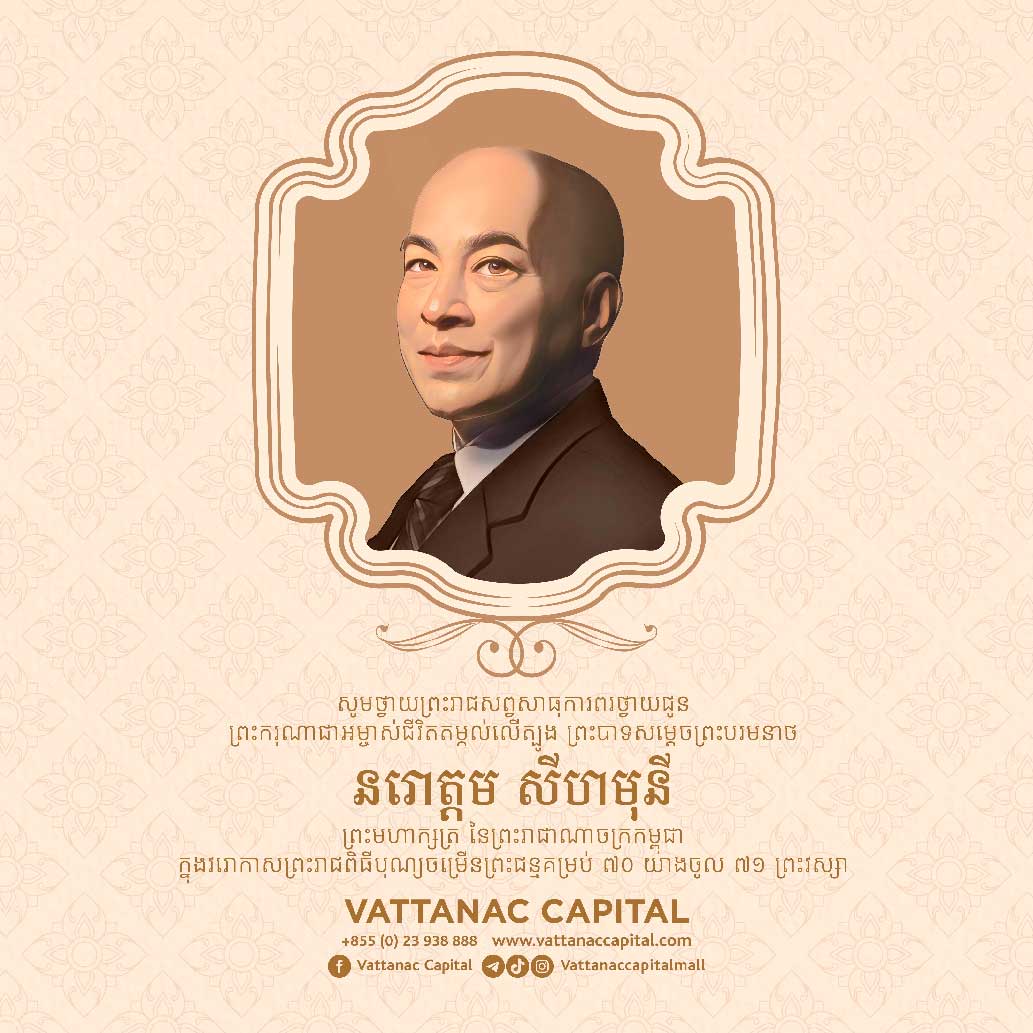 សូមថ្វាយព្រះរាជសព្ទសាធុការពរថ្វាយជូន
ព្រះករុណាជាអម្ចាស់ជីវិតតម្កល់លើត្បូង ព្រះបាទសម្តេចព្រះបរមនាថ
នរោត្តម សីហមុនី
ព្រះមហាក្សត្រ នៃព្រះរាជាណាចក្រកម្ពុជា
ក្នុងវរោកាសព្រះរាជពិធីបុណ្យចម្រើនព្រះជន្មគម្រប់ ៧០ យាងចូល ៧១ ព្រះវស្សា
VATTANAC CAPITAL
+855 (0) 23 938 888 www.vattanaccapital.com
Vattanac Capital Vattanaccapitalmall